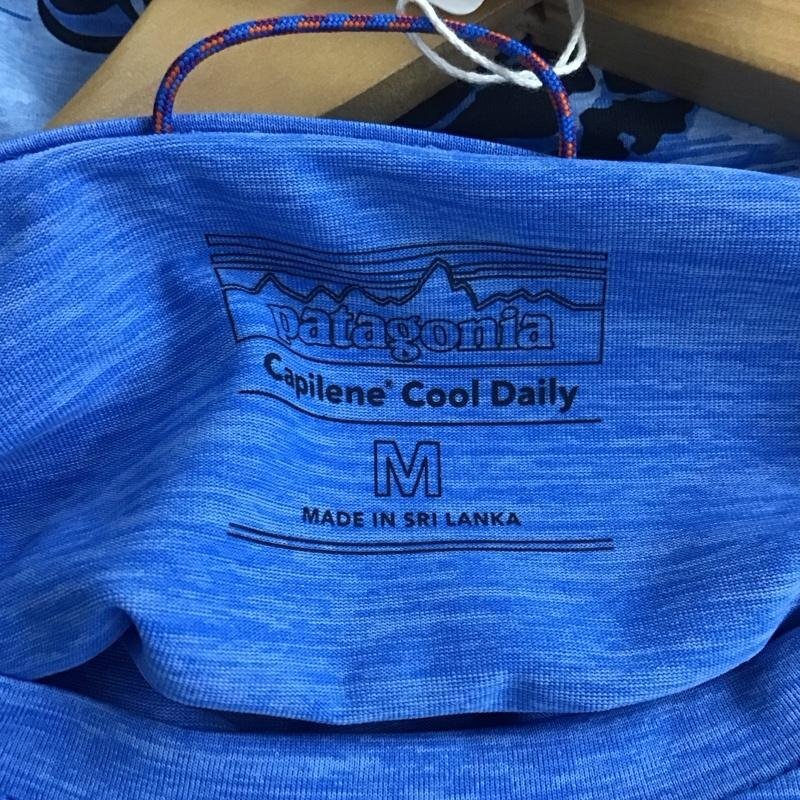 patagonia
Capilene® Cool Daily
M
MADE IN SRI LANKA